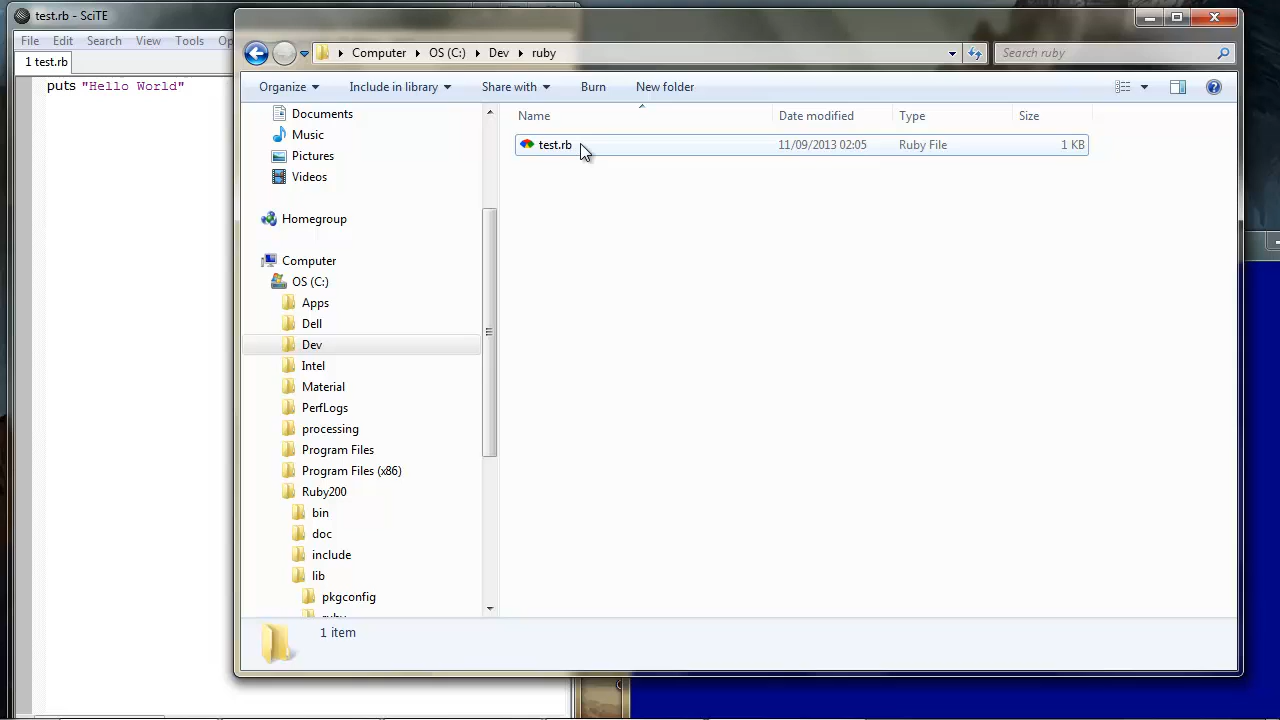 test.rb - SciTE
File Edit Search View Tools Op
1 test.rb
puts "Hello World"
Computer OS (C:) Dev ruby
Search ruby
Organize Include in library Share with Burn New folder
Documents
Music
Pictures
Videos
Homegroup
Computer
OS (C:)
Apps
Dell
Dev
Intel
Material
PerfLogs
processing
Program Files
Program Files (x86)
Ruby200
bin
doc
include
lib
pkgconfig
ruby
Name Date modified Type Size
test.rb 11/09/2013 02:05 Ruby File 1 KB
1 item